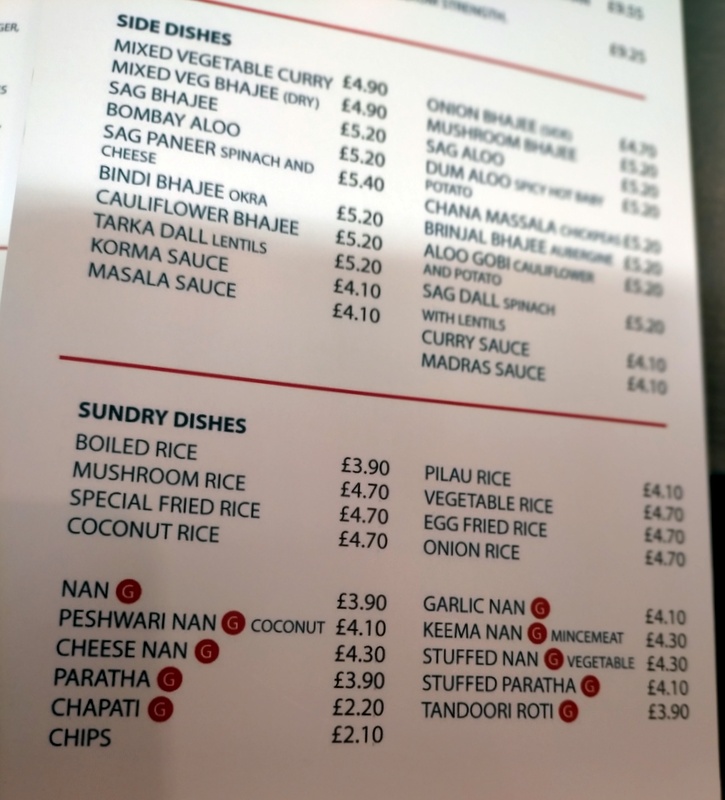 GER,
£9.55
STRENGTH.
£9.25
SIDE DISHES
MIXED VEGETABLE CURRY £4.90
MIXED VEG BHAJEE (DRY) £4.90
SAG BHAJEE £5.20
BOMBAY ALOO £5.20
SAG PANEER SPINACH AND
CHEESE £5.40
BINDI BHAJEE OKRA £5.20
CAULIFLOWER BHAJEE £5.20
TARKA DALL LENTILS £5.20
KORMA SAUCE £4.10
MASALA SAUCE £4.10
ONION BHAJEE (SIDE) £4.70
MUSHROOM BHAJEE £5.20
SAG ALOO £5.20
DUM ALOO SPICY HOT BABY
POTATO £5.20
CHANA MASSALA CHICKPEAS £5.20
BRINJAL BHAJEE AUBERGINE £5.20
ALOO GOBI CAULIFLOWER
AND POTATO £5.20
SAG DALL SPINACH
WITH LENTILS £5.20
CURRY SAUCE £4.10
MADRAS SAUCE £4.10
SUNDRY DISHES
BOILED RICE £3.90
MUSHROOM RICE £4.70
SPECIAL FRIED RICE £4.70
COCONUT RICE £4.70
PILAU RICE £4.10
VEGETABLE RICE £4.70
EGG FRIED RICE £4.70
ONION RICE £4.70
NAN G £3.90
PESHWARI NAN G COCONUT £4.10
CHEESE NAN G £4.30
PARATHA G £3.90
CHAPATI G £2.20
CHIPS £2.10
GARLIC NAN G £4.10
KEEMA NAN G MINCEMEAT £4.30
STUFFED NAN G VEGETABLE £4.30
STUFFED PARATHA G £4.10
TANDOORI ROTI G £3.90